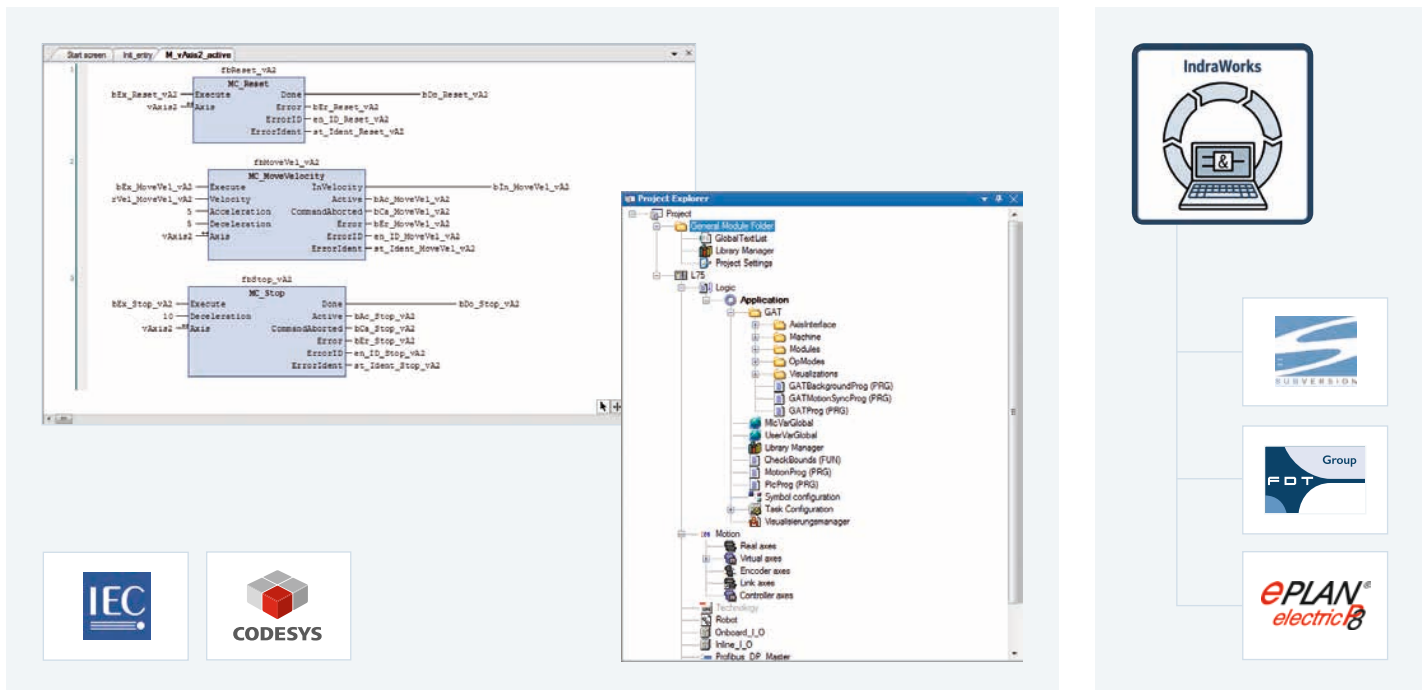 Start screen Init_entry M_vAxis2_active
1
fbReset_vA2
MC_Reset
bEx_Reset_vA2 Execute Done bDo_Reset_vA2
vAxis2 Axis Error bEr_Reset_vA2
ErrorID en_ID_Reset_vA2
ErrorIdent st_Ident_Reset_vA2
2
fbMoveVel_vA2
MC_MoveVelocity
bEx_MoveVel_vA2 Execute InVelocity bIn_MoveVel_vA2
rVel_MoveVel_vA2 Velocity Active bAc_MoveVel_vA2
5 Acceleration CommandAborted bCa_MoveVel_vA2
5 Deceleration Error bEr_MoveVel_vA2
vAxis2 Axis ErrorID en_ID_MoveVel_vA2
ErrorIdent st_Ident_MoveVel_vA2
3
fbStop_vA2
MC_Stop
bEx_Stop_vA2 Execute Done bDo_Stop_vA2
10 Deceleration Active bAc_Stop_vA2
vAxis2 Axis CommandAborted bCa_Stop_vA2
Error bEr_Stop_vA2
ErrorID en_ID_Stop_vA2
ErrorIdent st_Ident_Stop_vA2
Project Explorer
Project
General Module Folder
GlobalTextList
Library Manager
Project Settings
L75
Logic
Application
GAT
AxisInterface
Machine
Modules
OpModes
Visualizations
GATBackgroundProg (PRG)
GATMotionSyncProg (PRG)
GATProg (PRG)
MlcVarGlobal
UserVarGlobal
Library Manager
CheckBounds (FUN)
MotionProg (PRG)
PlcProg (PRG)
Symbol configuration
Task Configuration
Visualisierungsmanager
Motion
Real axes
Virtual axes
Encoder axes
Link axes
Controller axes
Technology
Robot
Onboard_I_O
Inline_I_O
Profibus_DP_Master
IEC
CODESYS
IndraWorks
&
SUBVERSION
FDT Group
ePLAN®
electric P8